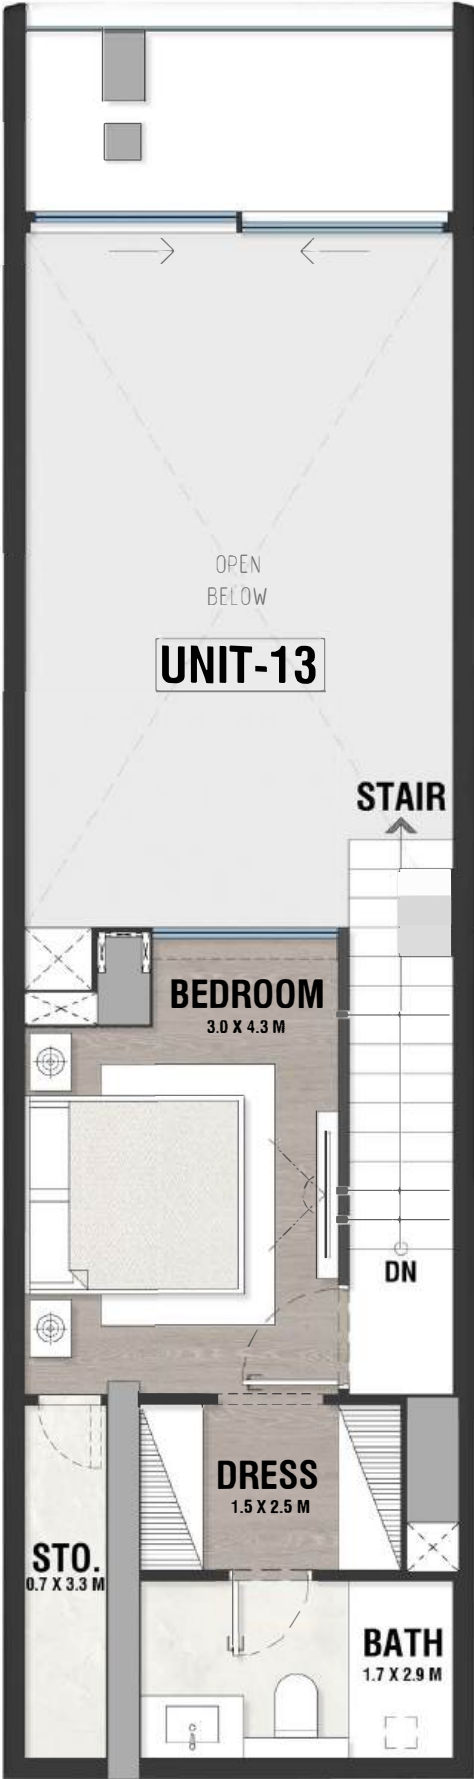 OPEN
BELOW
UNIT-13
STAIR
BEDROOM
3.0 X 4.3 M
DN
DRESS
1.5 X 2.5 M
STO.
0.7 X 3.3 M
BATH
1.7 X 2.9 M